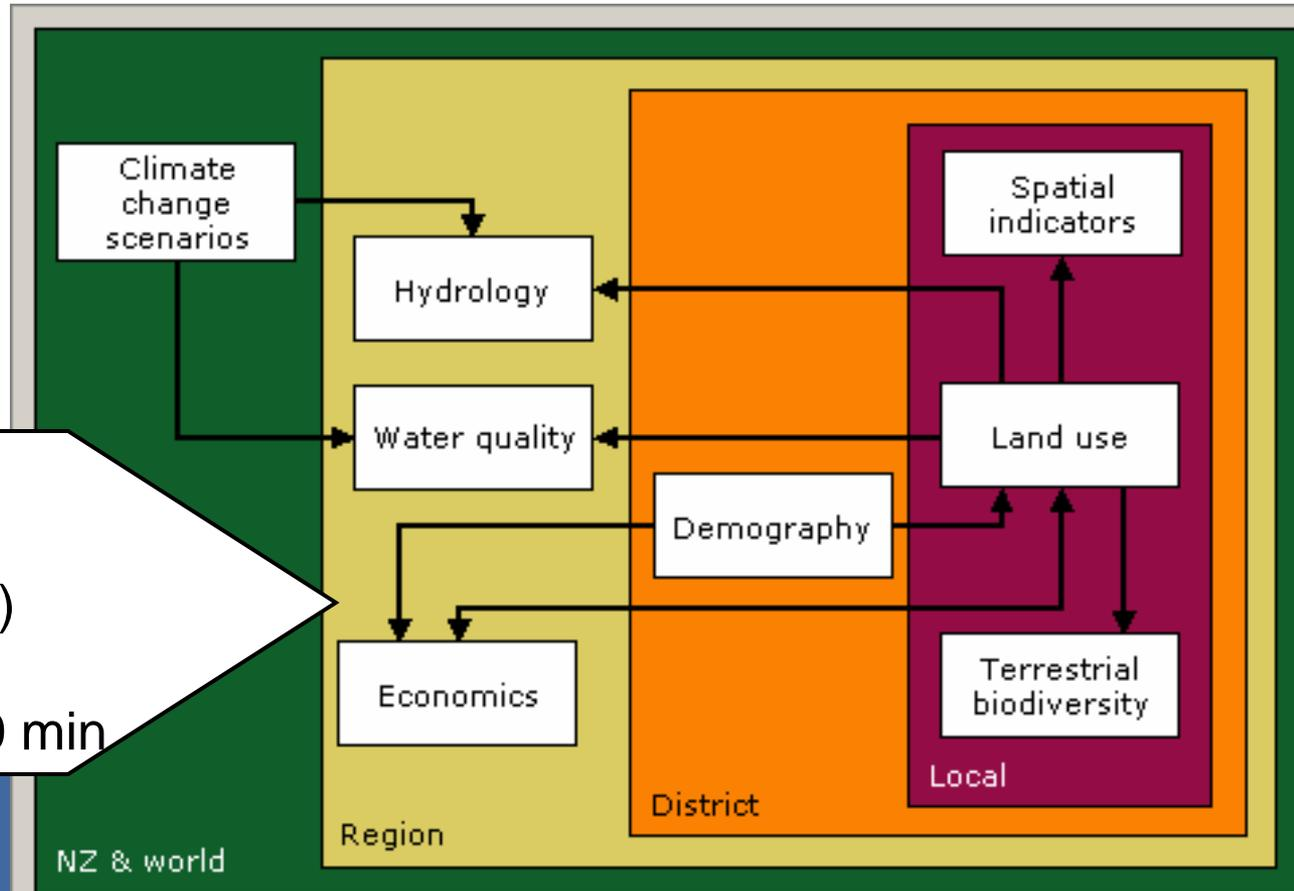 Climate
change
scenarios
Hydrology
Water quality
Demography
Economics
Spatial
indicators
Land use
Terrestrial
biodiversity
Local
District
Region
NZ & world
)
min